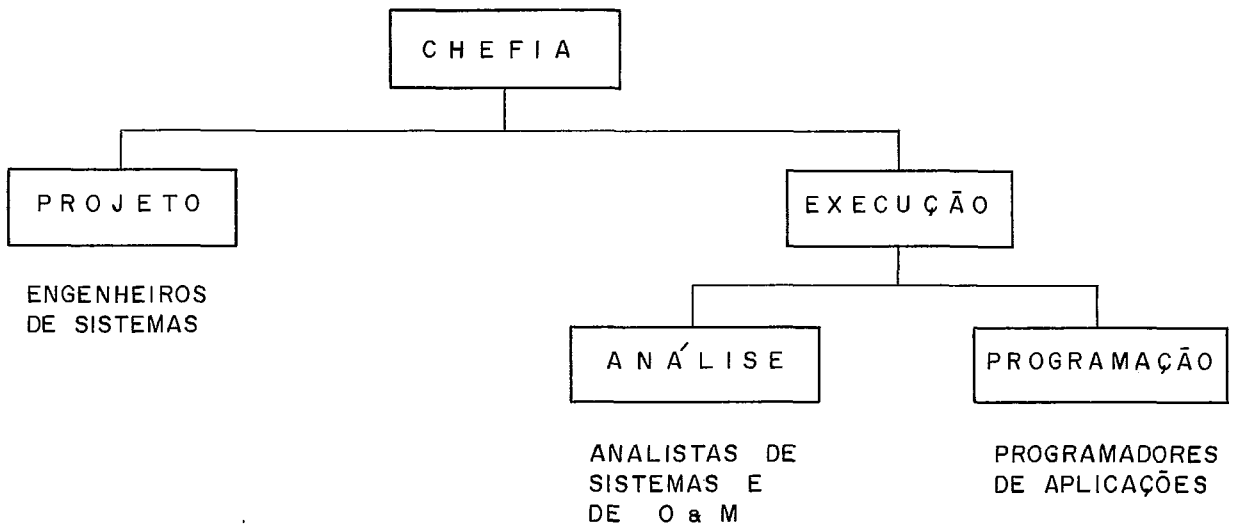 CHEFIA
PROJETO
EXECUÇÃO
ENGENHEIROS
DE SISTEMAS
ANÁLISE
PROGRAMAÇÃO
ANALISTAS DE
SISTEMAS E
DE O & M
PROGRAMADORES
DE APLICAÇÕES